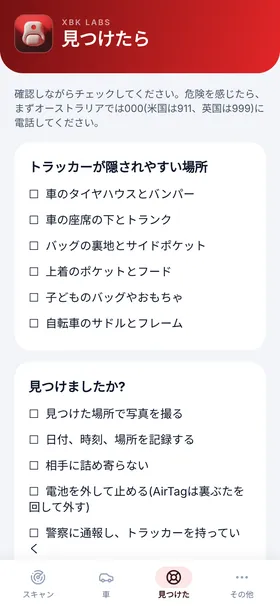 XBK LABS
見つけたら
確認しながらチェックしてください。危険を感じたら、
まずオーストラリアでは000(米国は911、英国は999)に
電話してください。
トラッカーが隠されやすい場所
☐ 車のタイヤハウスとバンパー
☐ 車の座席の下とトランク
☐ バッグの裏地とサイドポケット
☐ 上着のポケットとフード
☐ 子どものバッグやおもちゃ
☐ 自転車のサドルとフレーム
見つけましたか?
☐ 見つけた場所で写真を撮る
☐ 日付、時刻、場所を記録する
☐ 相手に詰め寄らない
☐ 電池を外して止める(AirTagは裏ぶたを
回して外す)
☐ 警察に通報し、トラッカーを持ってい
く
スキャン
車
見つけた
その他